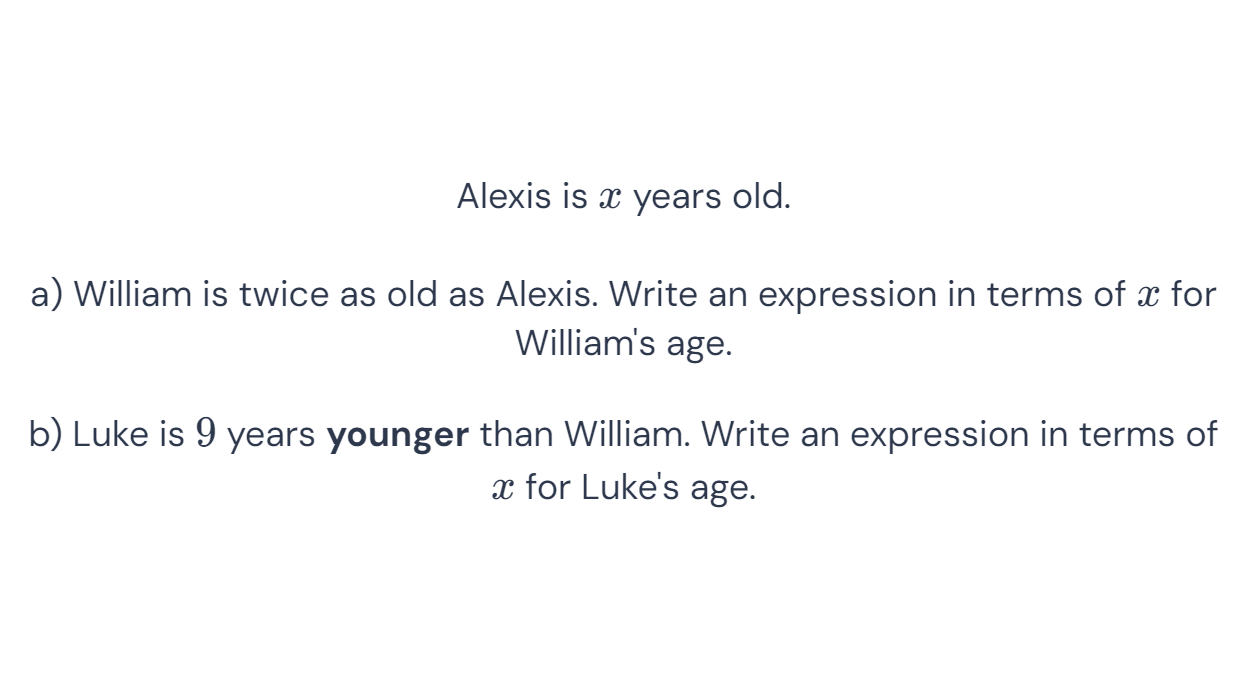 Alexis is x years old.
a) William is twice as old as Alexis. Write an expression in terms of x for
William's age.
b) Luke is 9 years younger than William. Write an expression in terms of
x for Luke's age.